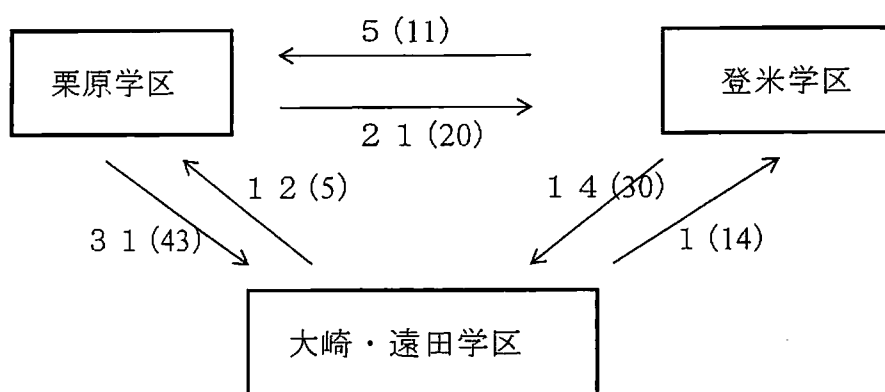 5 (11)
栗原学区
登米学区
2 1 (20)
1 2 (5)
1 4 (30)
3 1 (43)
1 (14)
大崎・遠田学区